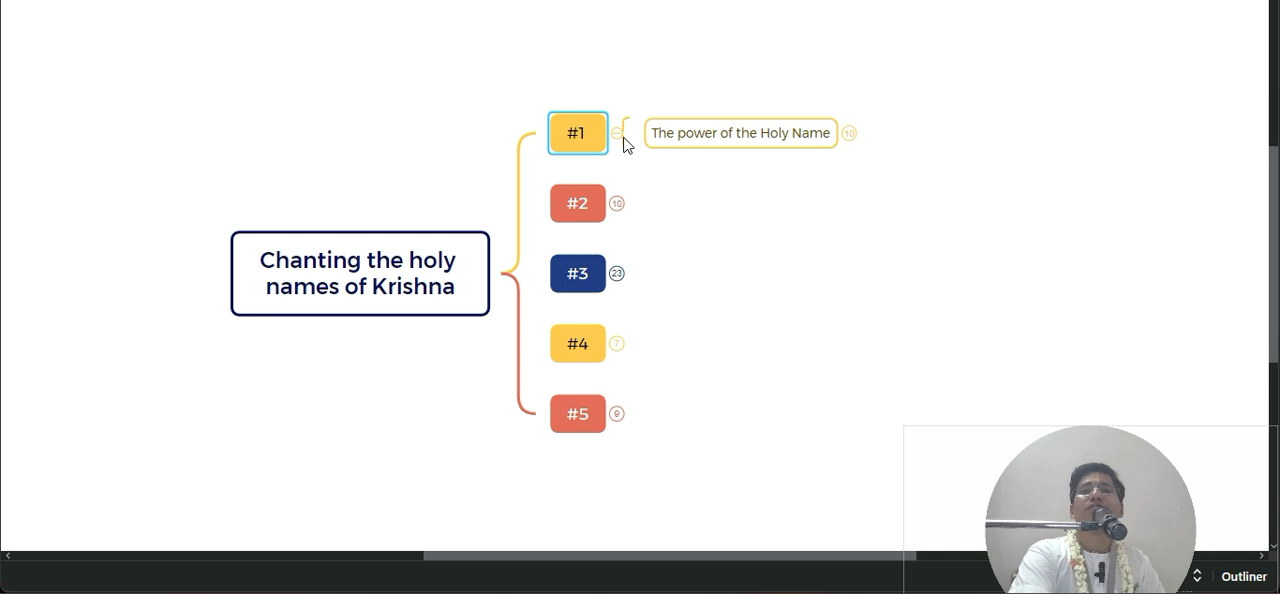 #1
The power of the Holy Name
10
#2
10
Chanting the holy
names of Krishna
#3
23
#4
7
#5
9
Outliner